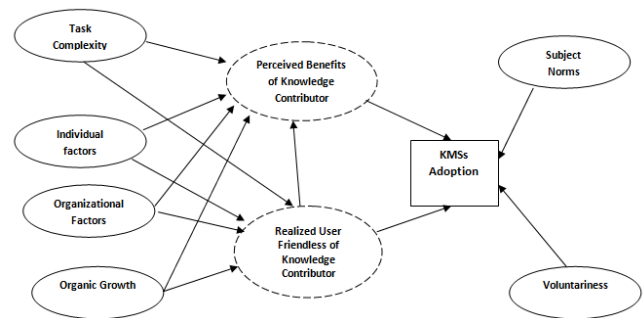 Task
Complexity
Perceived Benefits
of Knowledge
Contributor
Subject
Norms
Individual
factors
KMSs
Adoption
Organizational
Factors
Realized User
Friendless of
Knowledge
Contributor
Organic Growth
Voluntariness